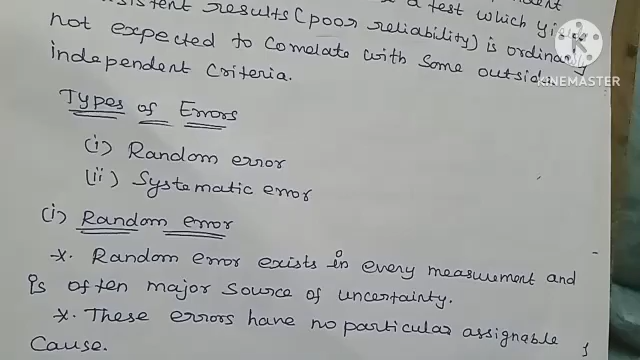 a test which yields
sistent results (poor reliability) is ordinary
not expected to Correlate with some outside
independent criteria.
KINEMASTER
Types of Errors
(i) Random error
(ii) Systematic error
(i) Random error
*. Random error exists in every measurement and
is often major source of uncertainty.
*. These errors have no particular assignable
Cause.